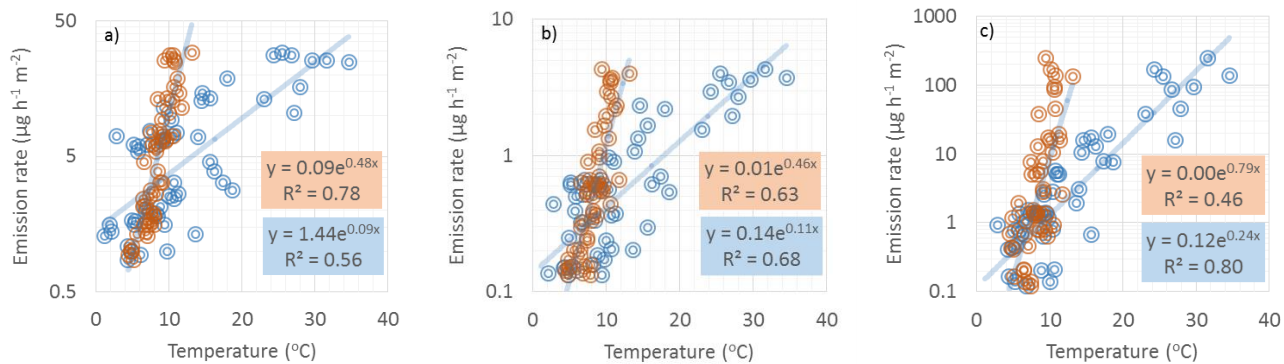 a)
Emission rate (µg h⁻¹ m⁻²)
50
5
0.5
y = 0.09e^0.48x
R² = 0.78
y = 1.44e^0.09x
R² = 0.56
0 10 20 30 40
Temperature (°C)
b)
Emission rate (µg h⁻¹ m⁻²)
10
1
0.1
y = 0.01e^0.46x
R² = 0.63
y = 0.14e^0.11x
R² = 0.68
0 10 20 30 40
Temperature (°C)
c)
Emission rate (µg h⁻¹ m⁻²)
1000
100
10
1
0.1
y = 0.00e^0.79x
R² = 0.46
y = 0.12e^0.24x
R² = 0.80
0 10 20 30 40
Temperature (°C)